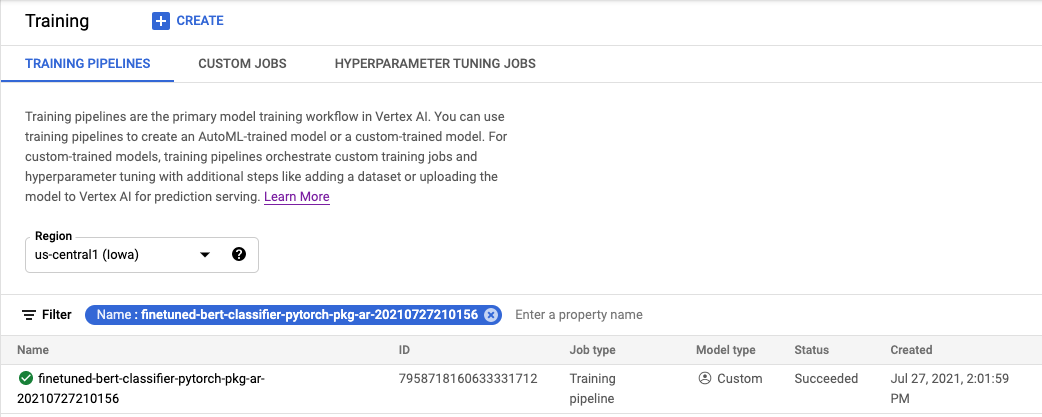 Training CREATE
TRAINING PIPELINES CUSTOM JOBS HYPERPARAMETER TUNING JOBS
Training pipelines are the primary model training workflow in Vertex AI. You can use
training pipelines to create an AutoML-trained model or a custom-trained model. For
custom-trained models, training pipelines orchestrate custom training jobs and
hyperparameter tuning with additional steps like adding a dataset or uploading the
model to Vertex AI for prediction serving. Learn More
Region
us-central1 (Iowa)
Filter Name : finetuned-bert-classifier-pytorch-pkg-ar-20210727210156 Enter a property name
Name ID Job type Model type Status Created
finetuned-bert-classifier-pytorch-pkg-ar- 7958718160633331712 Training Custom Succeeded Jul 27, 2021, 2:01:59
20210727210156 pipeline PM